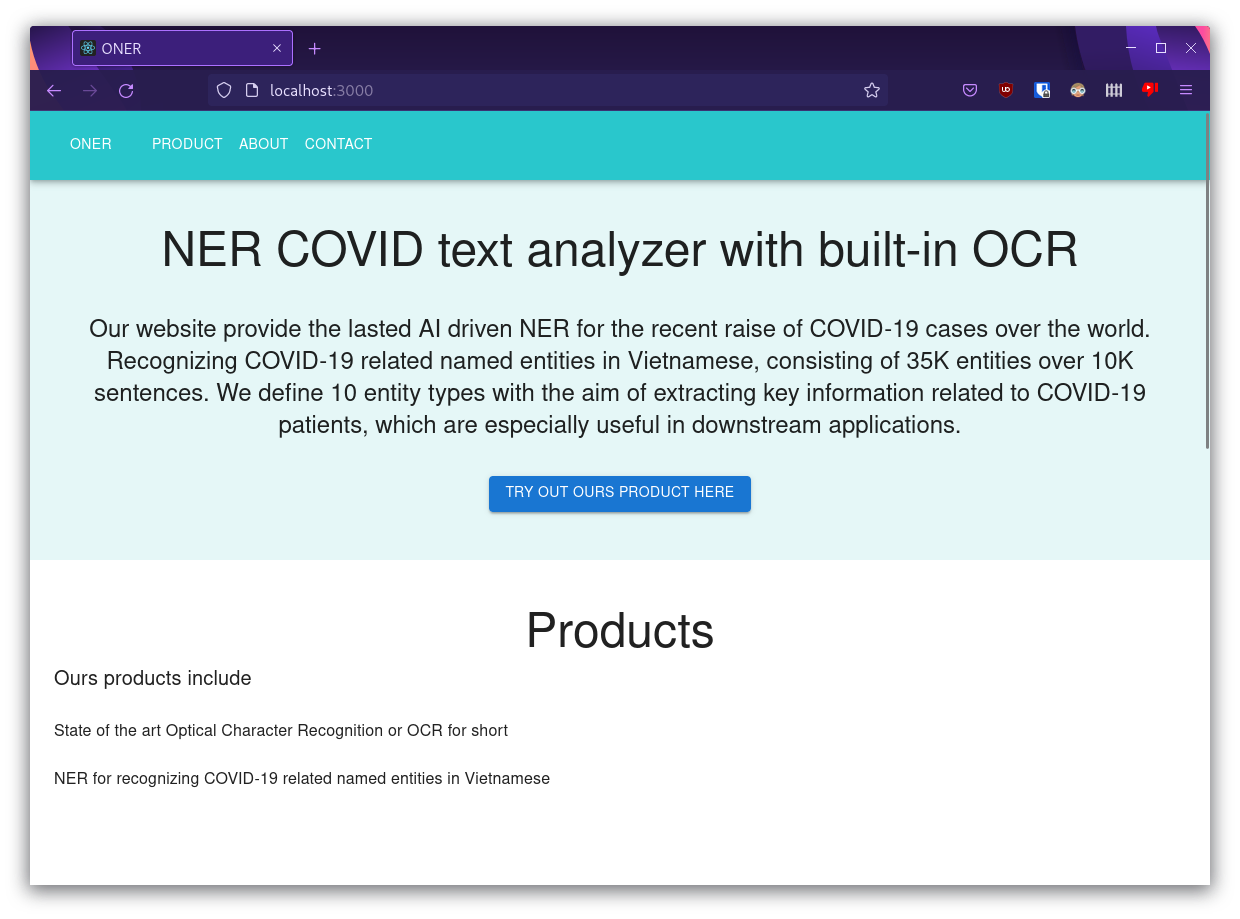 ONER
localhost:3000
ONER PRODUCT ABOUT CONTACT
NER COVID text analyzer with built-in OCR
Our website provide the lasted AI driven NER for the recent raise of COVID-19 cases over the world.
Recognizing COVID-19 related named entities in Vietnamese, consisting of 35K entities over 10K
sentences. We define 10 entity types with the aim of extracting key information related to COVID-19
patients, which are especially useful in downstream applications.
TRY OUT OURS PRODUCT HERE
Products
Ours products include
State of the art Optical Character Recognition or OCR for short
NER for recognizing COVID-19 related named entities in Vietnamese